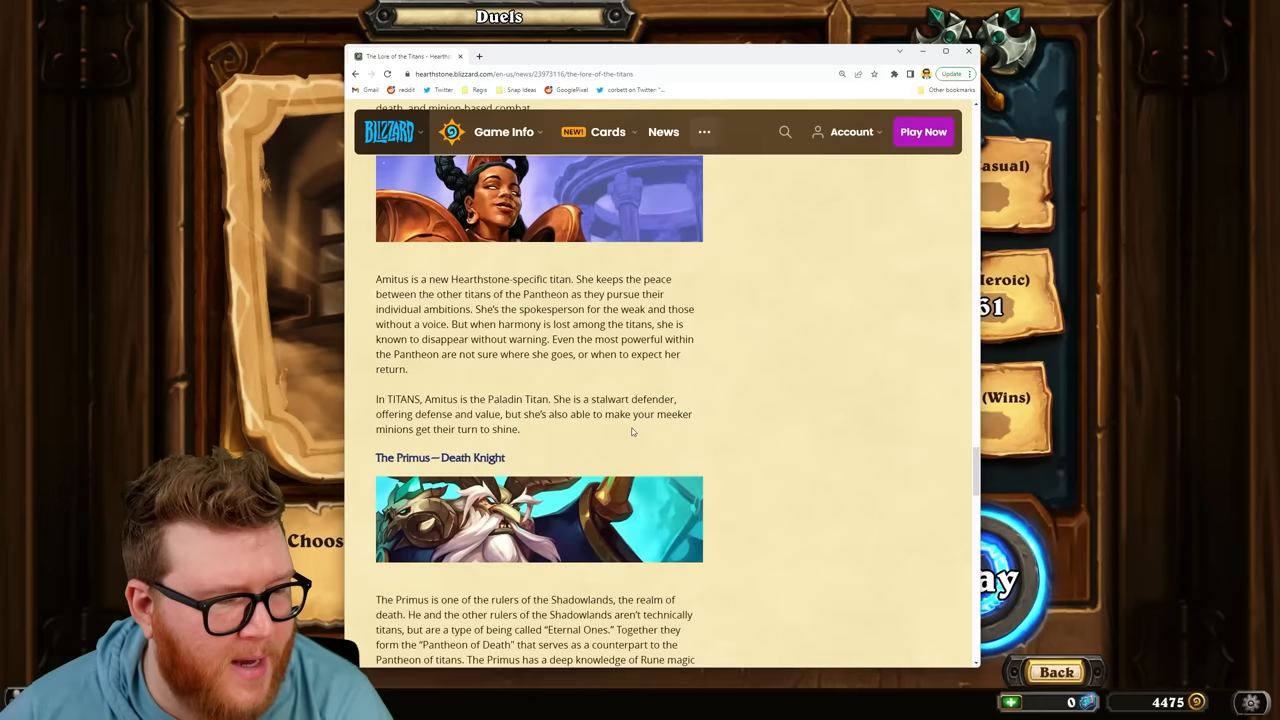 Duels
The Lore of the Titans - Hearths
hearthstone.blizzard.com/en-us/news/23973116/the-lore-of-the-titans
Update
Gmail
reddit
Twitter
Regis
Snap Ideas
GooglePixel
corbett on Twitter: "...
Other bookmarks
death, and minion-based combat.
BLIZZARD
Game Info
NEW!
Cards
News
Account
Play Now
Amitus is a new Hearthstone-specific titan. She keeps the peace
between the other titans of the Pantheon as they pursue their
individual ambitions. She's the spokesperson for the weak and those
without a voice. But when harmony is lost among the titans, she is
known to disappear without warning. Even the most powerful within
the Pantheon are not sure where she goes, or when to expect her
return.
In TITANS, Amitus is the Paladin Titan. She is a stalwart defender,
offering defense and value, but she's also able to make your meeker
minions get their turn to shine.
The Primus—Death Knight
The Primus is one of the rulers of the Shadowlands, the realm of
death. He and the other rulers of the Shadowlands aren't technically
titans, but are a type of being called "Eternal Ones." Together they
form the "Pantheon of Death" that serves as a counterpart to the
Pantheon of titans. The Primus has a deep knowledge of Rune magic
asual)
eroic)
61
(Wins)
Choos
ay
Back
0
4475